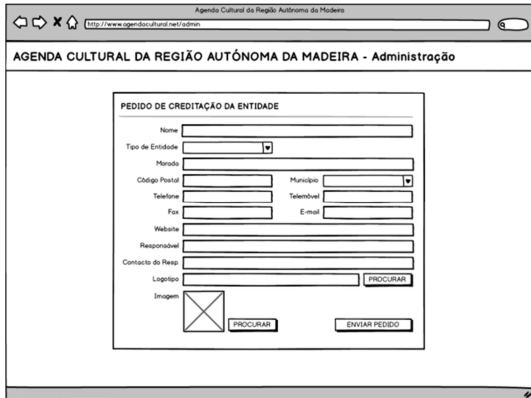 Agenda Cultural da Região Autónoma da Madeira
http://www.agendacultural.net/admin
AGENDA CULTURAL DA REGIÃO AUTÓNOMA DA MADEIRA - Administração
PEDIDO DE CREDITAÇÃO DA ENTIDADE
Nome
Tipo de Entidade
Morada
Código Postal
Município
Telefone
Telemóvel
Fax
E-mail
Website
Responsável
Contacto do Resp.
Logotipo
PROCURAR
Imagem
PROCURAR
ENVIAR PEDIDO